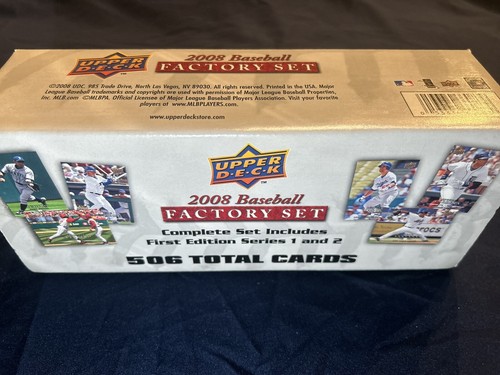 UPPER
D·E·C·K
TM
2008 Baseball
FACTORY SET
©2008 UDC, 985 Trade Drive, North Las Vegas, NV 89030. All rights reserved. Printed in the USA. Major
League Baseball trademarks and copyrights are used with permission of Major League Baseball Properties,
Inc. MLB.com ©MLBPA. Official Licensee of Major League Baseball Players Association. Visit your favorite
players at www.MLBPLAYERS.com.
www.upperdeckstore.com
UPPER
D·E·C·K
TM
2008 Baseball
FACTORY SET
Complete Set Includes
First Edition Series 1 and 2
506 TOTAL CARDS